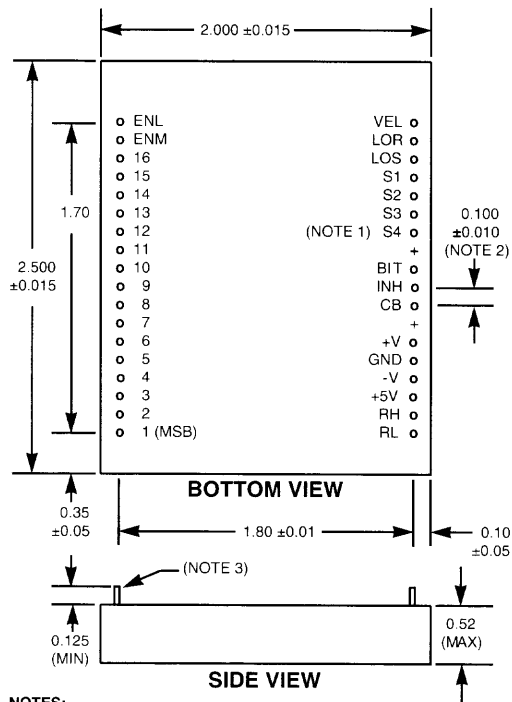 2.000 ±0.015
ENL VEL
ENM LOR
16 LOS
15 S1
14 S2
13 S3
12 (NOTE 1) S4
11 +
10 BIT
9 INH
8 CB
7 +
6 +V
5 GND
4 -V
3 +5V
2 RH
1 (MSB) RL
1.70
2.500
±0.015
0.100
±0.010
(NOTE 2)
BOTTOM VIEW
0.35
±0.05
1.80 ±0.01
0.10
±0.05
(NOTE 3)
0.125
(MIN)
0.52
(MAX)
SIDE VIEW
NOTES: